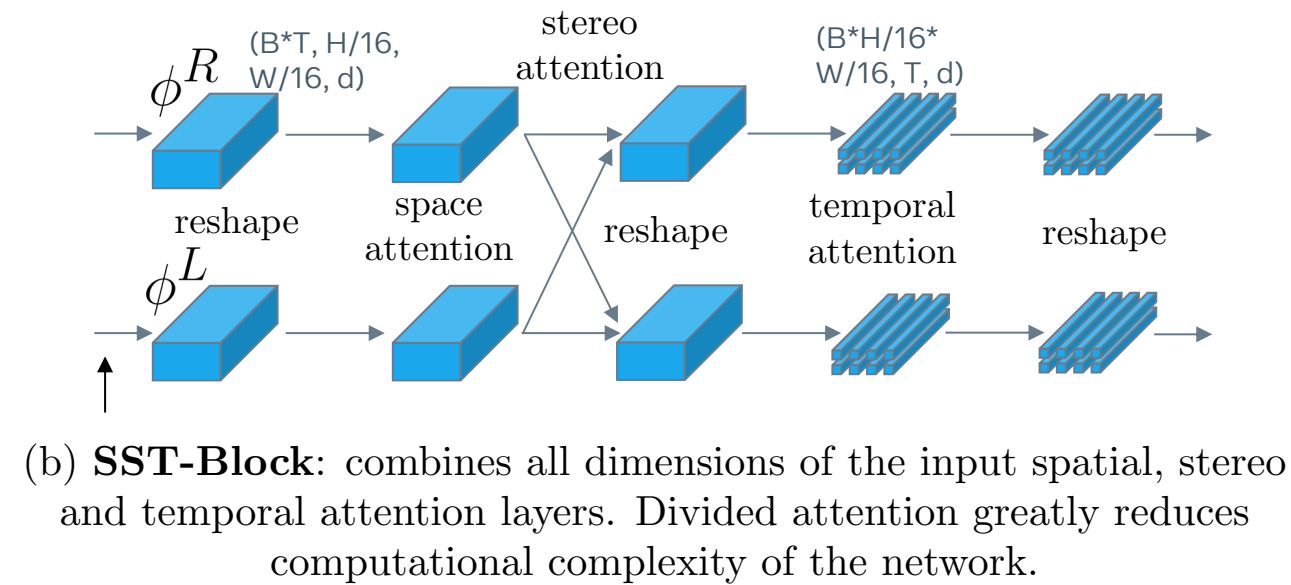 stereo
attention
ϕ^R
(B*T, H/16,
W/16, d)
(B*H/16*
W/16, T, d)
reshape
space
attention
reshape
temporal
attention
reshape
ϕ^L
(b) SST-Block: combines all dimensions of the input spatial, stereo
and temporal attention layers. Divided attention greatly reduces
computational complexity of the network.